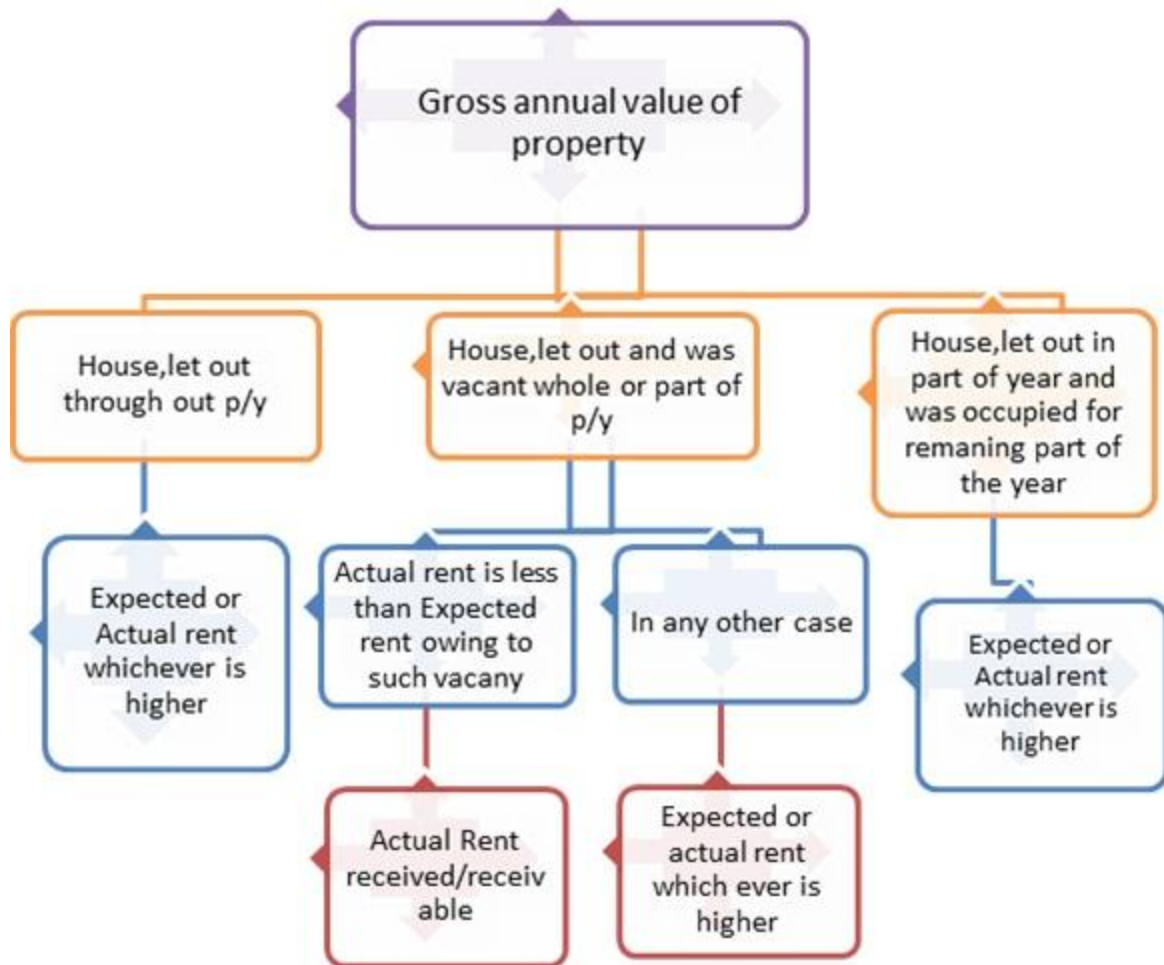 Gross annual value of
property
House,let out
through out p/y
House,let out and was
vacant whole or part of
p/y
House,let out in
part of year and
was occupied for
remaning part of
the year
Expected or
Actual rent
whichever is
higher
Actual rent is less
than Expected
rent owing to
such vacany
In any other case
Expected or
Actual rent
whichever is
higher
Actual Rent
received/receiv
able
Expected or
actual rent
which ever is
higher